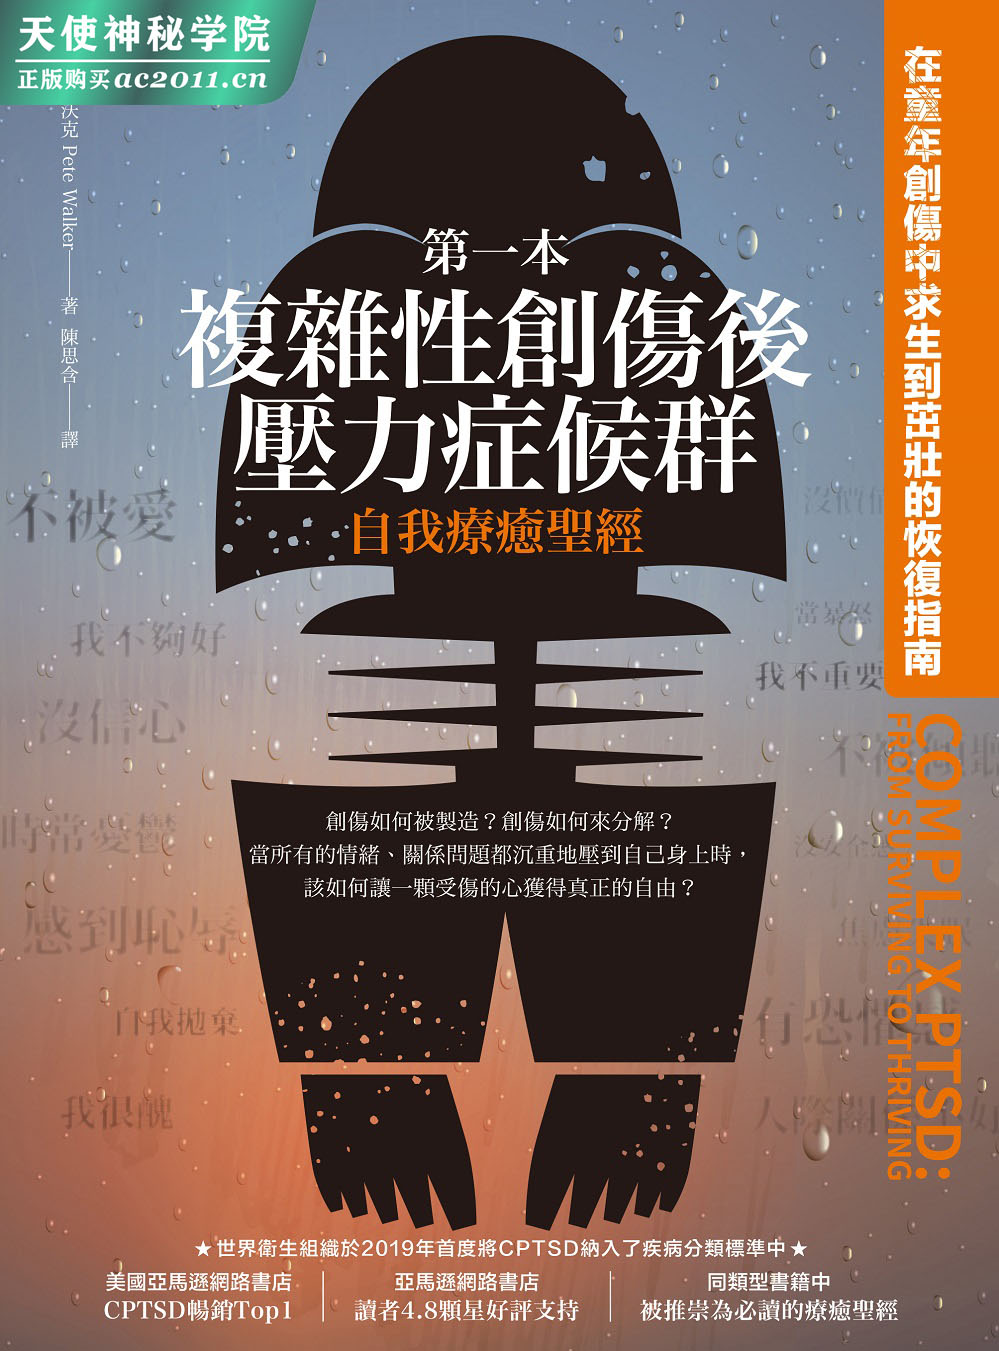 天使神秘学院
正版购买ac2011.cn
沃克 Pete Walker——著 陳思含——譯
在童年創傷中求生到茁壯的恢復指南
第一本
複雜性創傷後
壓力症候群
自我療癒聖經
COMPLEX PTSD:
FROM SURVIVING TO THRIVING
不被愛
我不夠好
沒信心
時常憂鬱
感到恥辱
自我拋棄
我很醜
常暴怒
我不重要
創傷如何被製造？創傷如何來分解？
當所有的情緒、關係問題都沉重地壓到自己身上時，
該如何讓一顆受傷的心獲得真正的自由？
★世界衛生組織於2019年首度將CPTSD納入了疾病分類標準中★
美國亞馬遜網路書店
CPTSD暢銷Top1
亞馬遜網路書店
讀者4.8顆星好評支持
同類型書籍中
被推崇為必讀的療癒聖經